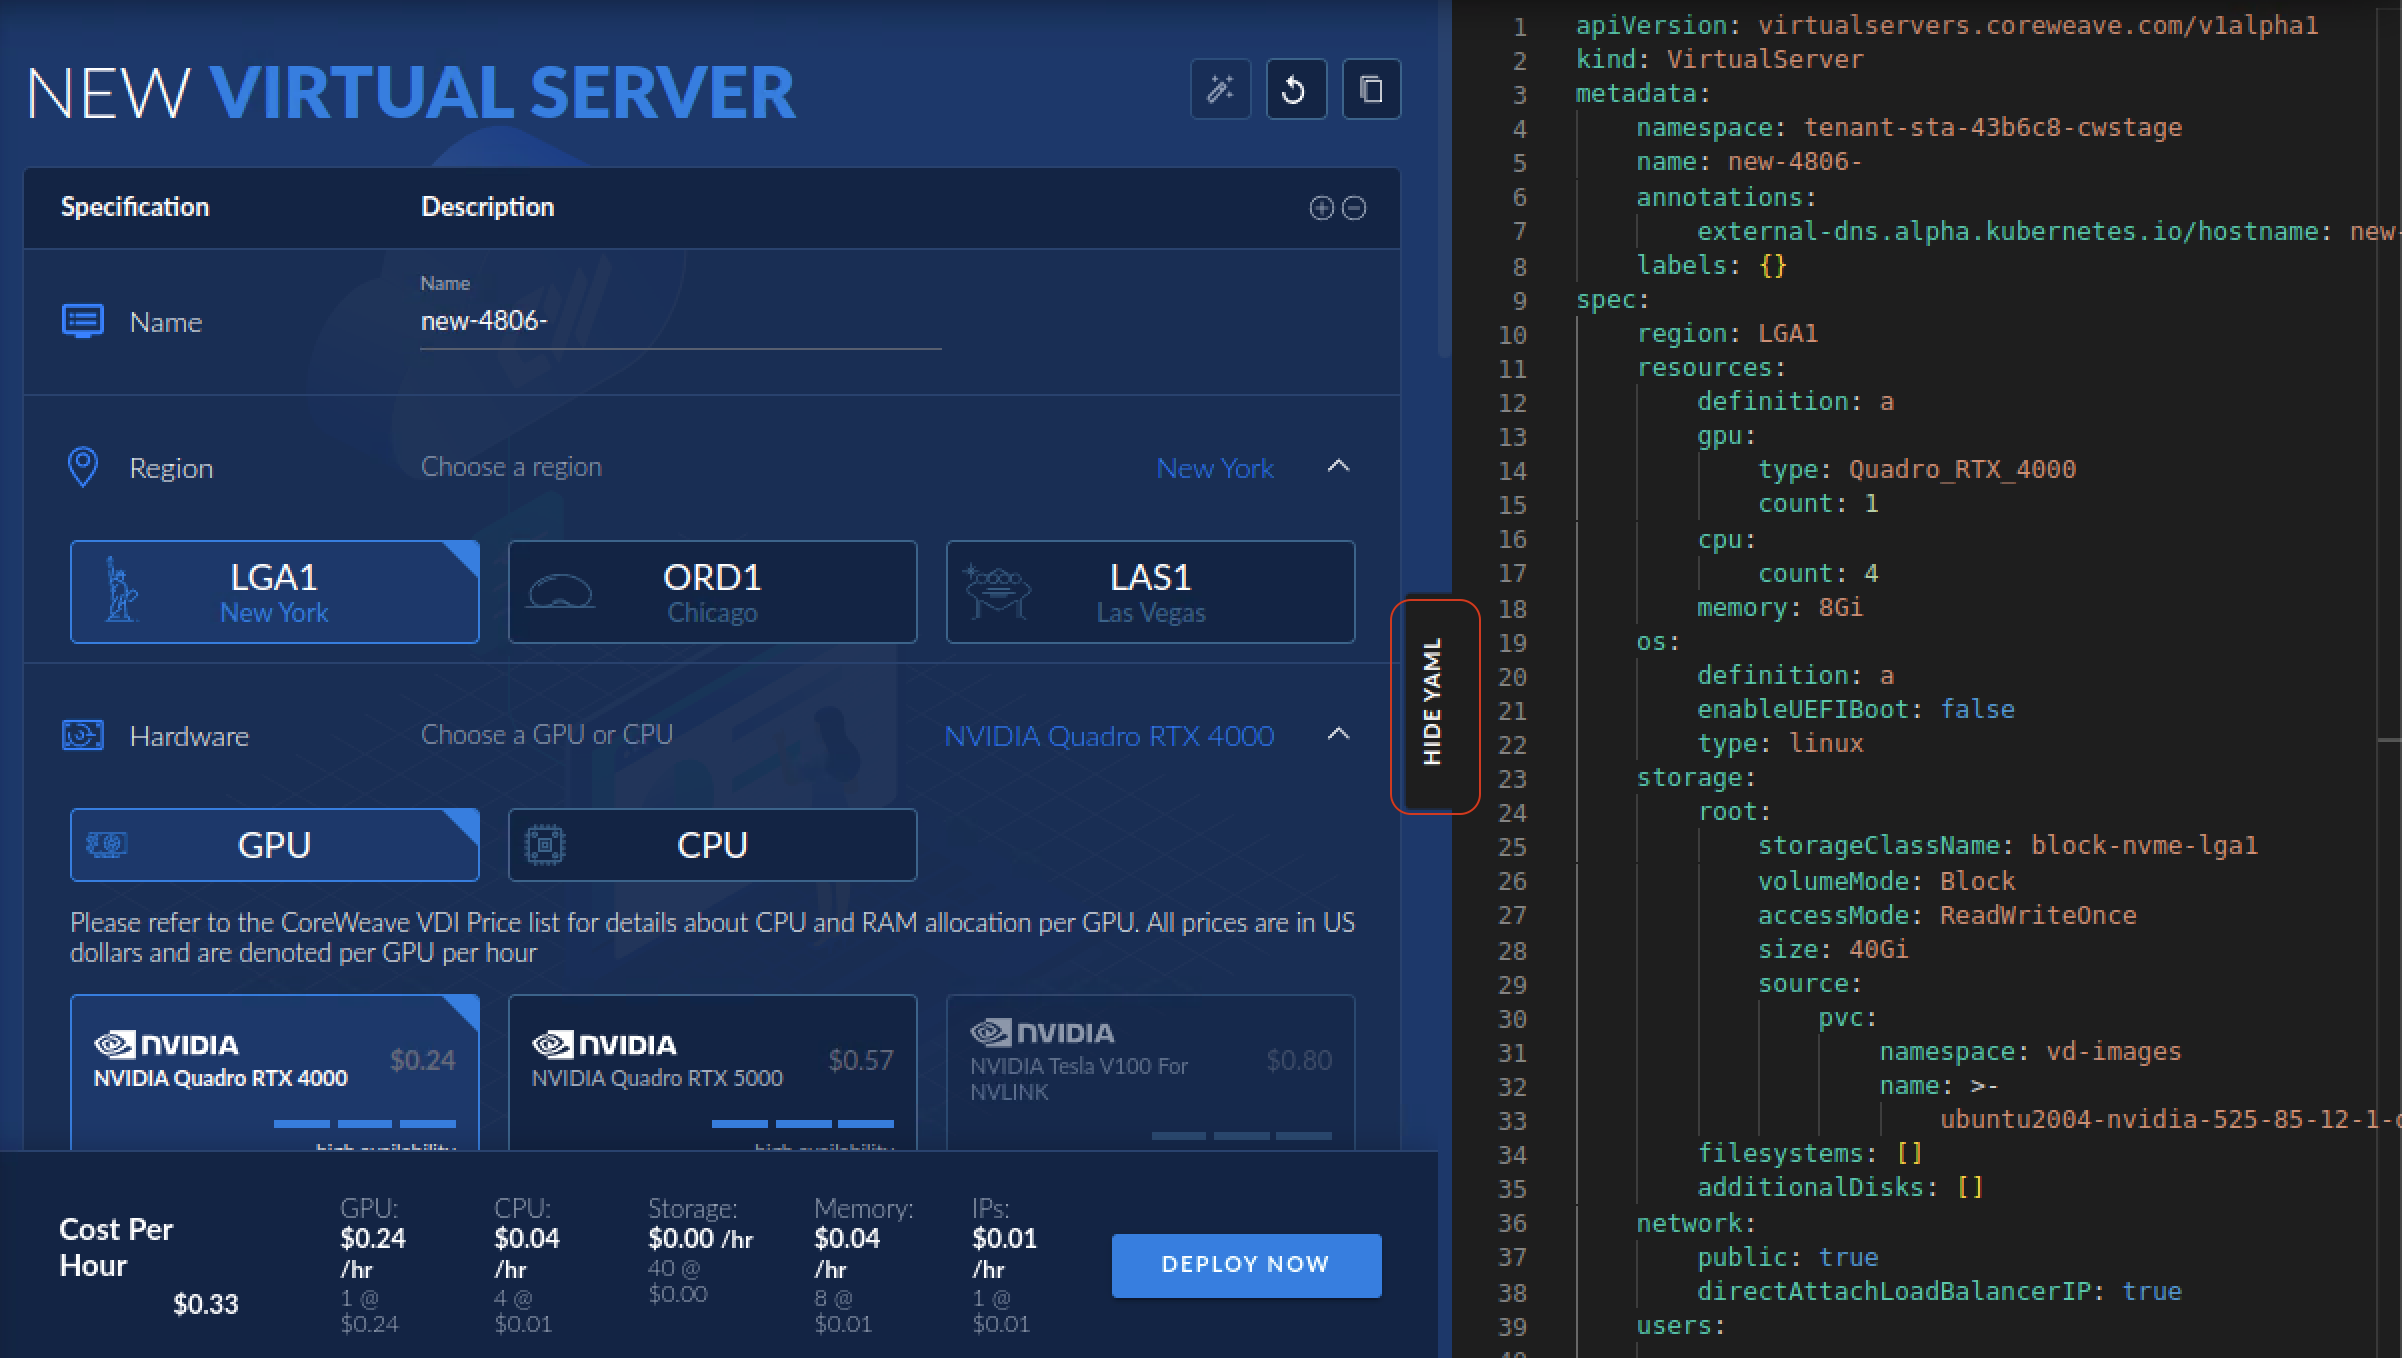 NEW VIRTUAL SERVER
Specification Description
Name
Name new-4806-
Region Choose a region New York
LGA1
New York
ORD1
Chicago
LAS1
Las Vegas
Hardware Choose a GPU or CPU NVIDIA Quadro RTX 4000
GPU
CPU
Please refer to the CoreWeave VDI Price list for details about CPU and RAM allocation per GPU. All prices are in US
dollars and are denoted per GPU per hour
NVIDIA
NVIDIA Quadro RTX 4000
$0.24
high availability
NVIDIA
NVIDIA Quadro RTX 5000
$0.57
high availability
NVIDIA
NVIDIA Tesla V100 For
NVLINK
$0.80
Cost Per
Hour
$0.33
GPU:
$0.24
/hr
1 @
$0.24
CPU:
$0.04
/hr
4 @
$0.01
Storage:
$0.00 /hr
40 @
$0.00
Memory:
$0.04
/hr
8 @
$0.01
IPs:
$0.01
/hr
1 @
$0.01
DEPLOY NOW
HIDE YAML
1 apiVersion: virtualservers.coreweave.com/v1alpha1
2 kind: VirtualServer
3 metadata:
4 namespace: tenant-sta-43b6c8-cwstage
5 name: new-4806-
6 annotations:
7 external-dns.alpha.kubernetes.io/hostname: new-
8 labels: {}
9 spec:
10 region: LGA1
11 resources:
12 definition: a
13 gpu:
14 type: Quadro_RTX_4000
15 count: 1
16 cpu:
17 count: 4
18 memory: 8Gi
19 os:
20 definition: a
21 enableUEFIBoot: false
22 type: linux
23 storage:
24 root:
25 storageClassName: block-nvme-lga1
26 volumeMode: Block
27 accessMode: ReadWriteOnce
28 size: 40Gi
29 source:
30 pvc:
31 namespace: vd-images
32 name: >-
33 ubuntu2004-nvidia-525-85-12-1-
34 filesystems: []
35 additionalDisks: []
36 network:
37 public: true
38 directAttachLoadBalancerIP: true
39 users: